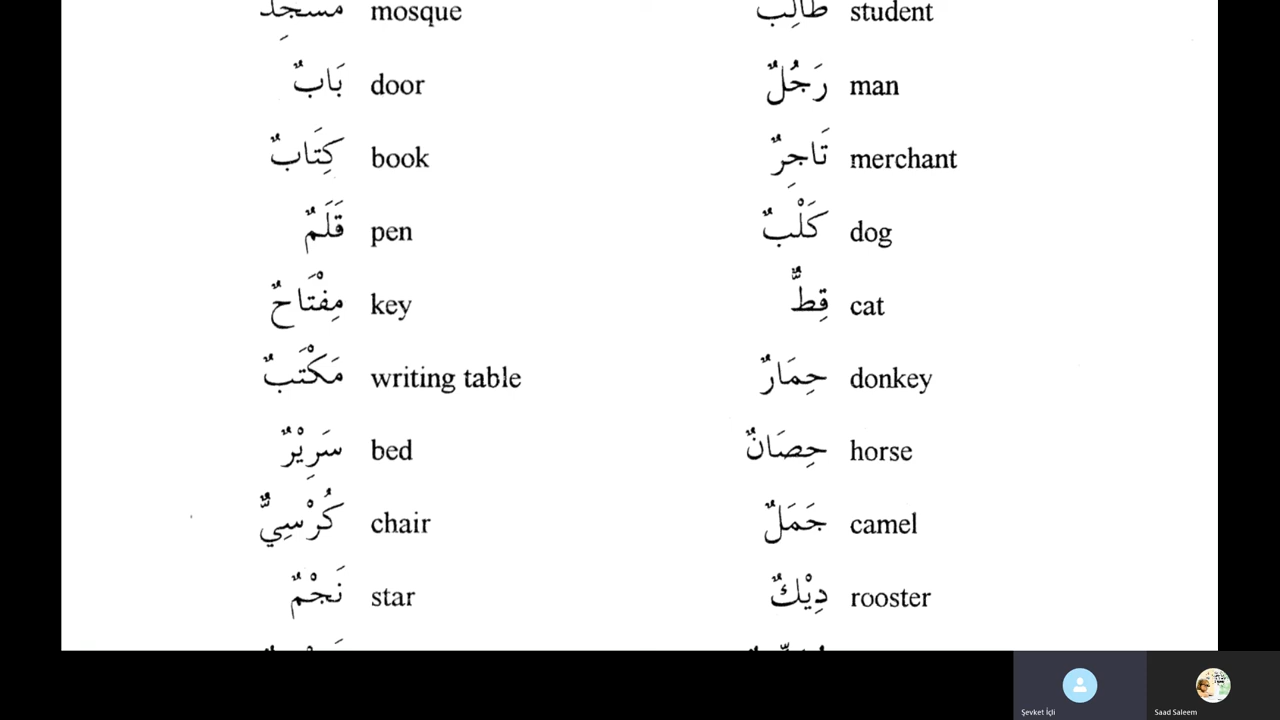 مَسْجِدٌ mosque طَالِبٌ student
بَابٌ door رَجُلٌ man
كِتَابٌ book تَاجِرٌ merchant
قَلَمٌ pen كَلْبٌ dog
مِفْتَاحٌ key قِطٌّ cat
مَكْتَبٌ writing table حِمَارٌ donkey
سَرِيْرٌ bed حِصَانٌ horse
كُرْسِيٌّ chair جَمَلٌ camel
نَجْمٌ star دِيْكٌ rooster
Şevket İçli Saad Saleem